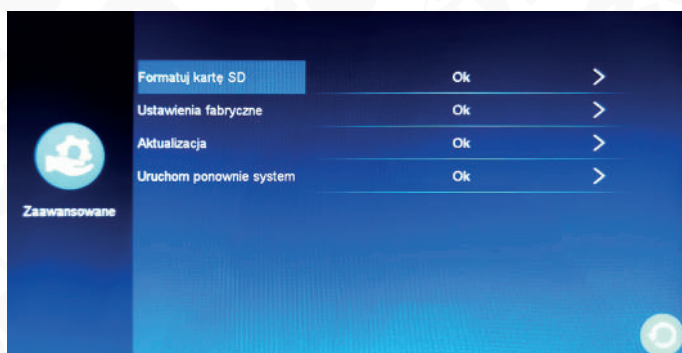 Formatuj kartę SD Ok >
Ustawienia fabryczne Ok >
Aktualizacja Ok >
Uruchom ponownie system Ok >
Zaawansowane